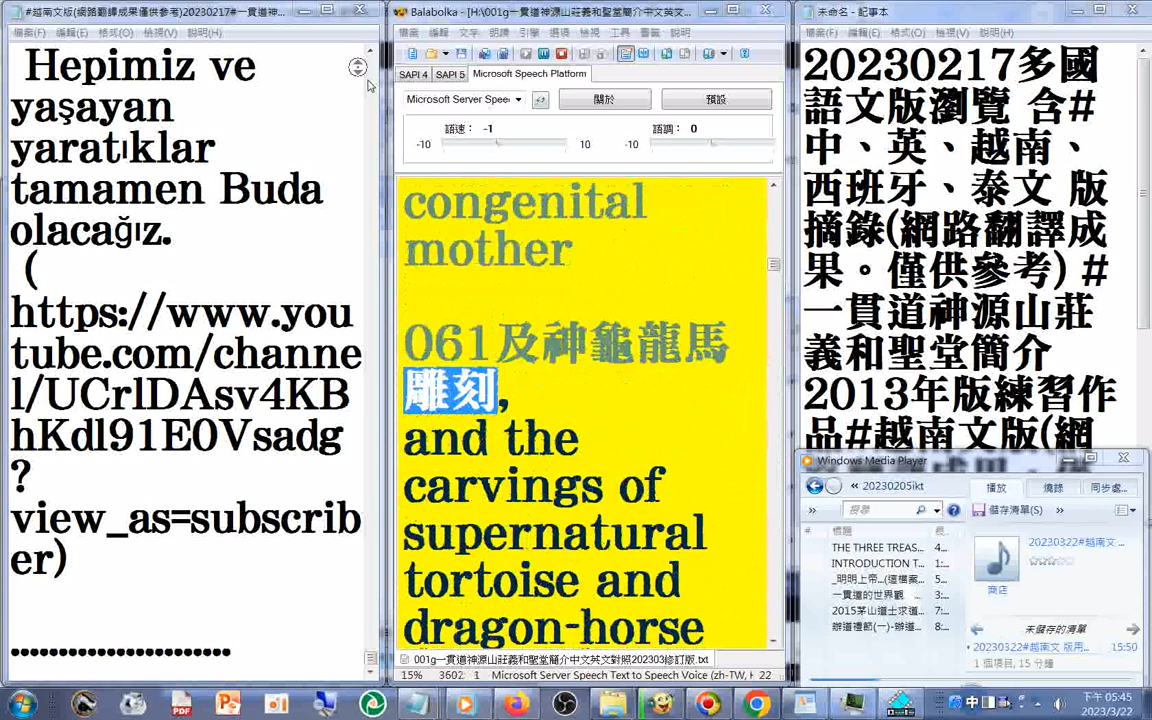 #越南文版(網路翻譯成果僅供參考)20230217#一貫道神...
檔案(F) 編輯(E) 格式(O) 檢視(V) 說明(H)
Hepimiz ve
yaşayan
yaratıklar
tamamen Buda
olacağız.
(
https://www.you
tube.com/channe
l/UCrlDAsv4KB
hKdl91E0Vsadg
?
view_as=subscrib
er)
.......................
Balabolka - [H:\001g一貫道神源山莊義和聖堂簡介中文英文...
檔案 編輯 文字 朗讀 引擎 選項 檢視 工具 書籤 說明
SAPI 4 SAPI 5 Microsoft Speech Platform
Microsoft Server Spee 關於 預設
語速: -1 語調: 0
-10 10 -10
congenital
mother
061及神龜龍馬
雕刻,
and the
carvings of
supernatural
tortoise and
dragon-horse
001g一貫道神源山莊義和聖堂簡介中文英文對照202303修訂版.txt
15% 3602: 1 Microsoft Server Speech Text to Speech Voice (zh-TW, H 22
未命名 - 記事本
檔案(F) 編輯(E) 格式(O) 檢視(V) 說明(H)
20230217多國
語文版瀏覽 含#
中、英、越南、
西班牙、泰文 版
摘錄(網路翻譯成
果。僅供參考) #
一貫道神源山莊
義和聖堂簡介
2013年版練習作
品#越南文版(網
Windows Media Player
« 20230205ikt 播放 燒錄 同步處...
» 搜尋 儲存清單(S) »
# 標題
THE THREE TREAS... 4...
INTRODUCTION T... 1...
_明明上帝...(這檔案... 5...
一貫道的世界觀 3:...
2015茅山道士求道... 7:...
辦道禮節(一)-辦道... 8:...
20230322#越南文 ...
商店
未儲存的清單
20230322#越南文 版用... 15:50
1 個項目, 15 分鐘
中
下午 05:45
2023/3/22